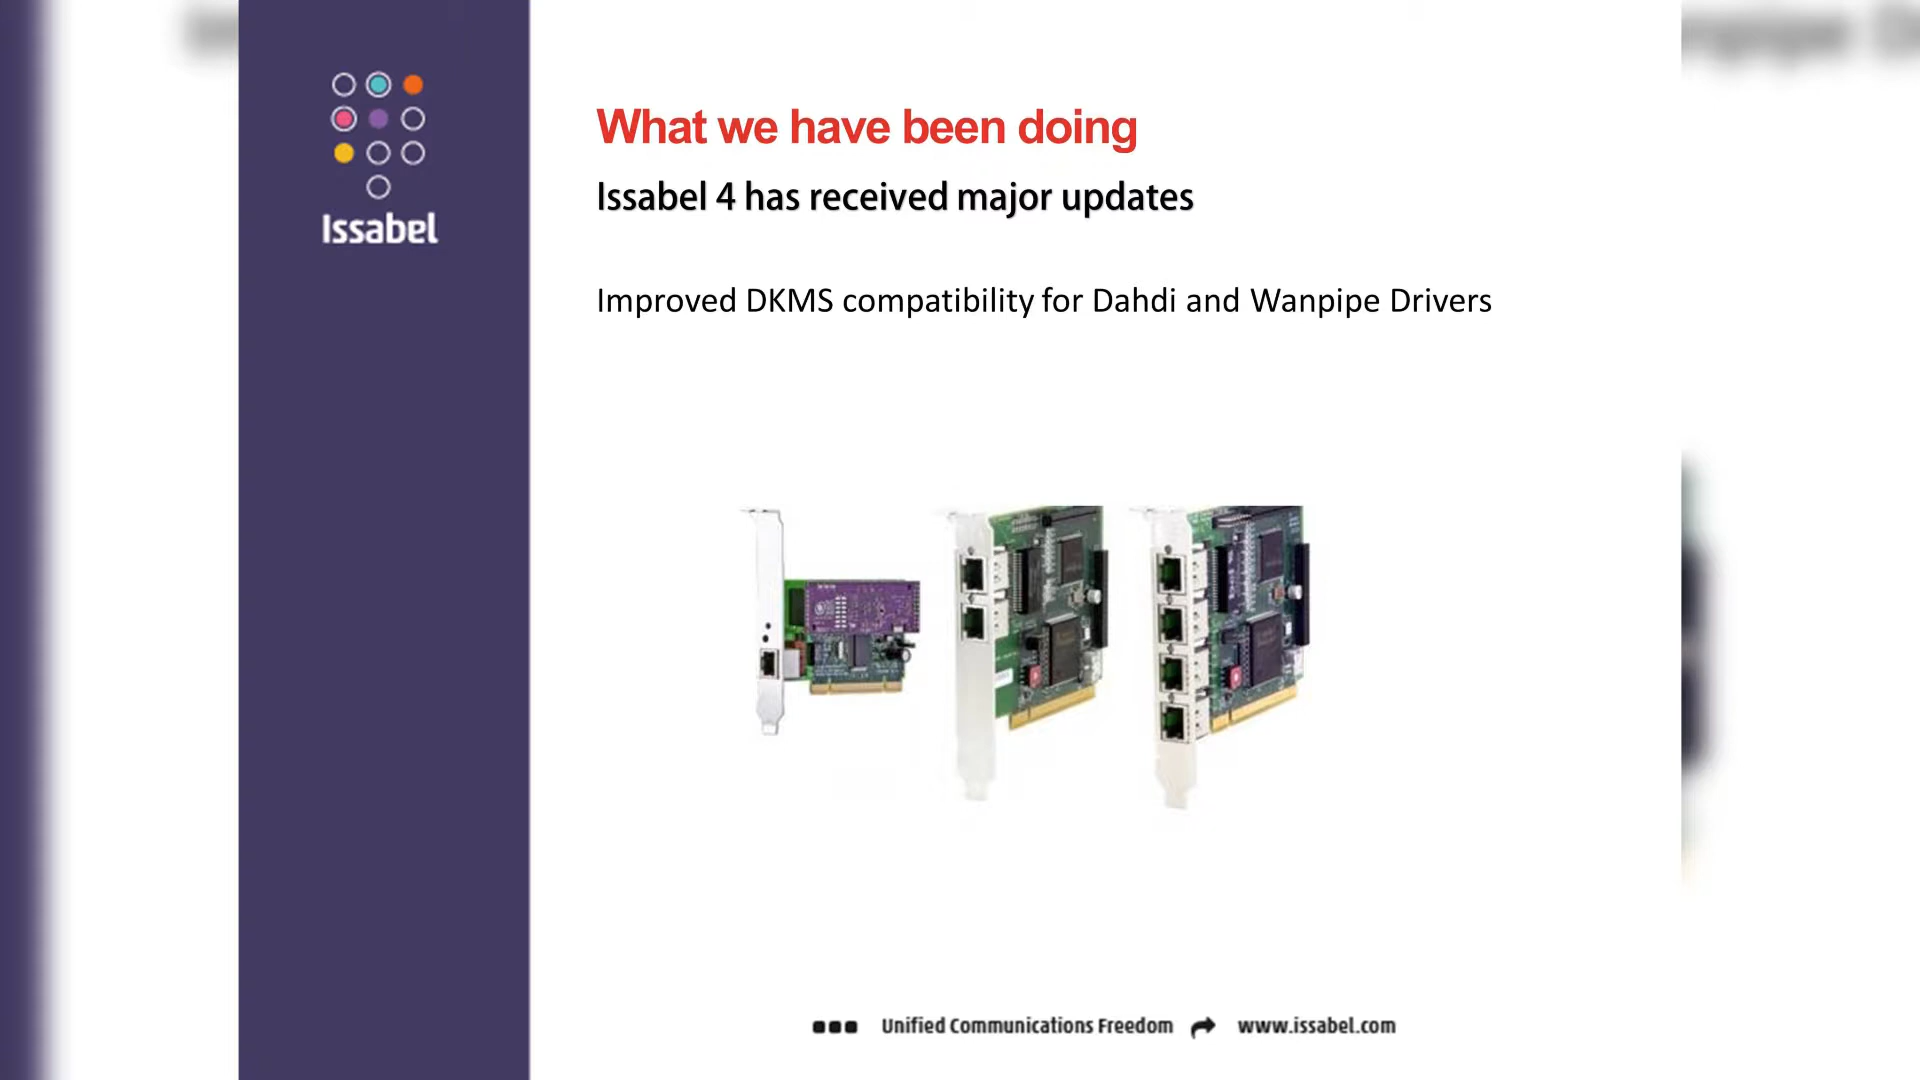 Issabel
What we have been doing
Issabel 4 has received major updates
Improved DKMS compatibility for Dahdi and Wanpipe Drivers
Unified Communications Freedom www.issabel.com